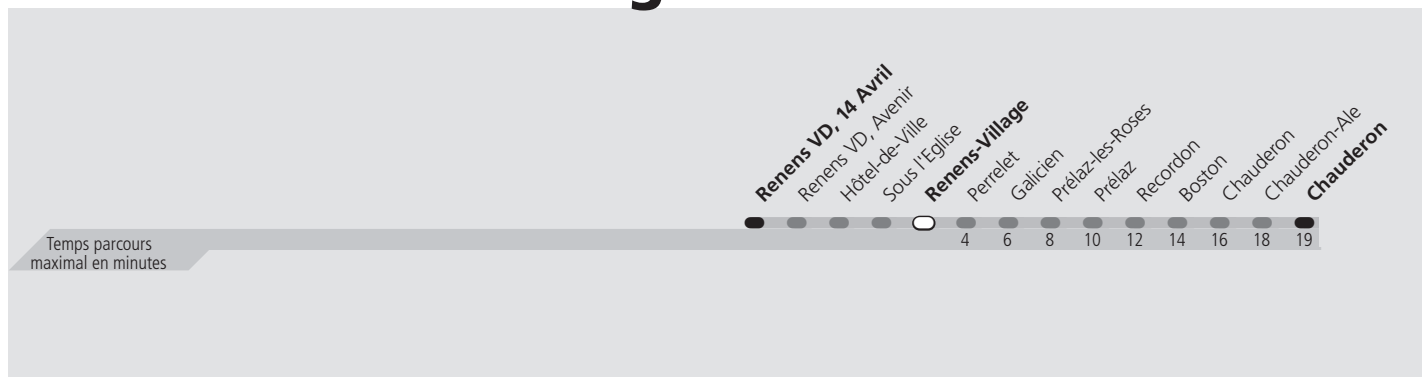 Renens VD, 14 Avril
Renens VD, Avenir
Hôtel-de-Ville
Sous l'Eglise
Renens-Village
Perrelet
Galicien
Prélaz-les-Roses
Prélaz
Recordon
Boston
Chauderon
Chauderon-Ale
Chauderon
4 6 8 10 12 14 16 18 19
Temps parcours
maximal en minutes